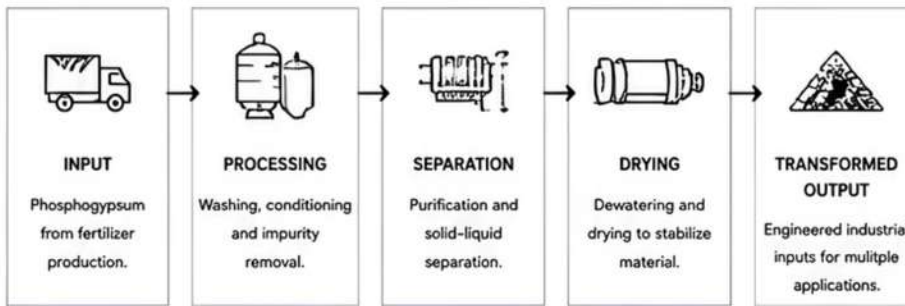 INPUT
Phosphogypsum
from fertilizer
production.
PROCESSING
Washing, conditioning
and impurity
removal.
SEPARATION
Purification and
solid-liquid
separation.
DRYING
Dewatering and
drying to stabilize
material.
TRANSFORMED
OUTPUT
Engineered industrial
inputs for mulitple
applications.